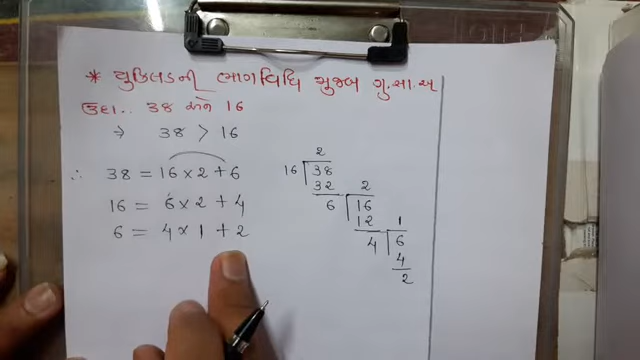 * યુક્લિડની ભાગવિધિ મુજબ ગુ.સા.અ
ઉદા.. 38 અને 16
⇒ 38 > 16
∴ 38 = 16 × 2 + 6
16 = 6 × 2 + 4
6 = 4 × 1 + 2
2
16 38
32 2
6 16
12 1
4 6
4
2